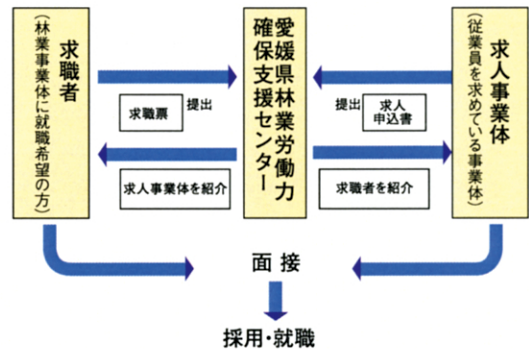 求職者
（林業事業体に就職希望の方）
求職票
提出
求人事業体を紹介
愛媛県林業労働力
確保支援センター
提出
求人
申込書
求職者を紹介
求人事業体
（従業員を求めている事業体）
面接
採用・就職